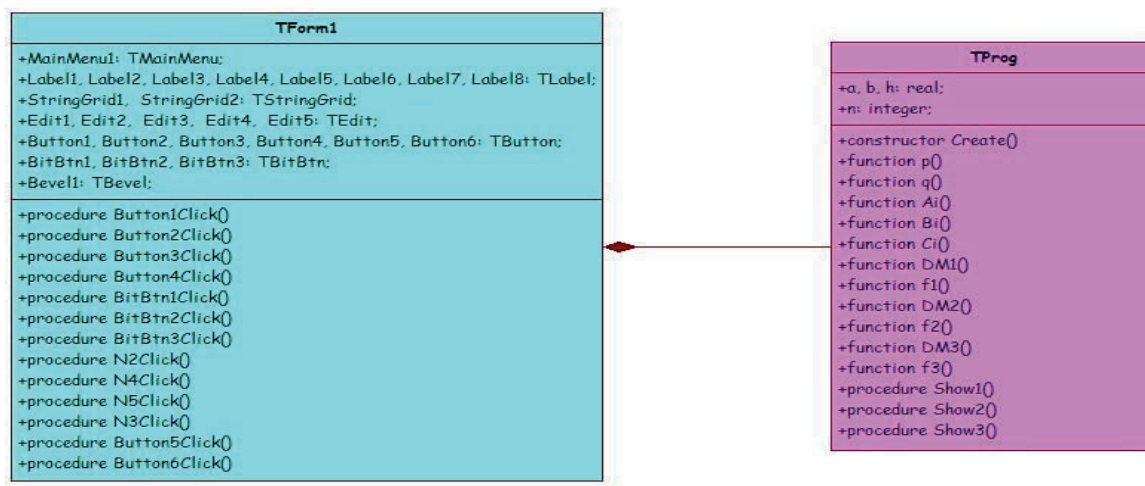 TForm1
+MainMenu1: TMainMenu;
+Label1, Label2, Label3, Label4, Label5, Label6, Label7, Label8: TLabel;
+StringGrid1, StringGrid2: TStringGrid;
+Edit1, Edit2, Edit3, Edit4, Edit5: TEdit;
+Button1, Button2, Button3, Button4, Button5, Button6: TButton;
+BitBtn1, BitBtn2, BitBtn3: TBitBtn;
+Bevel1: TBevel;
+procedure Button1Click()
+procedure Button2Click()
+procedure Button3Click()
+procedure Button4Click()
+procedure BitBtn1Click()
+procedure BitBtn2Click()
+procedure BitBtn3Click()
+procedure N2Click()
+procedure N4Click()
+procedure N5Click()
+procedure N3Click()
+procedure Button5Click()
+procedure Button6Click()
TProg
+a, b, h: real;
+n: integer;
+constructor Create()
+function p()
+function q()
+function Ai()
+function Bi()
+function Ci()
+function DM1()
+function f1()
+function DM2()
+function f2()
+function DM3()
+function f3()
+procedure Show1()
+procedure Show2()
+procedure Show3()